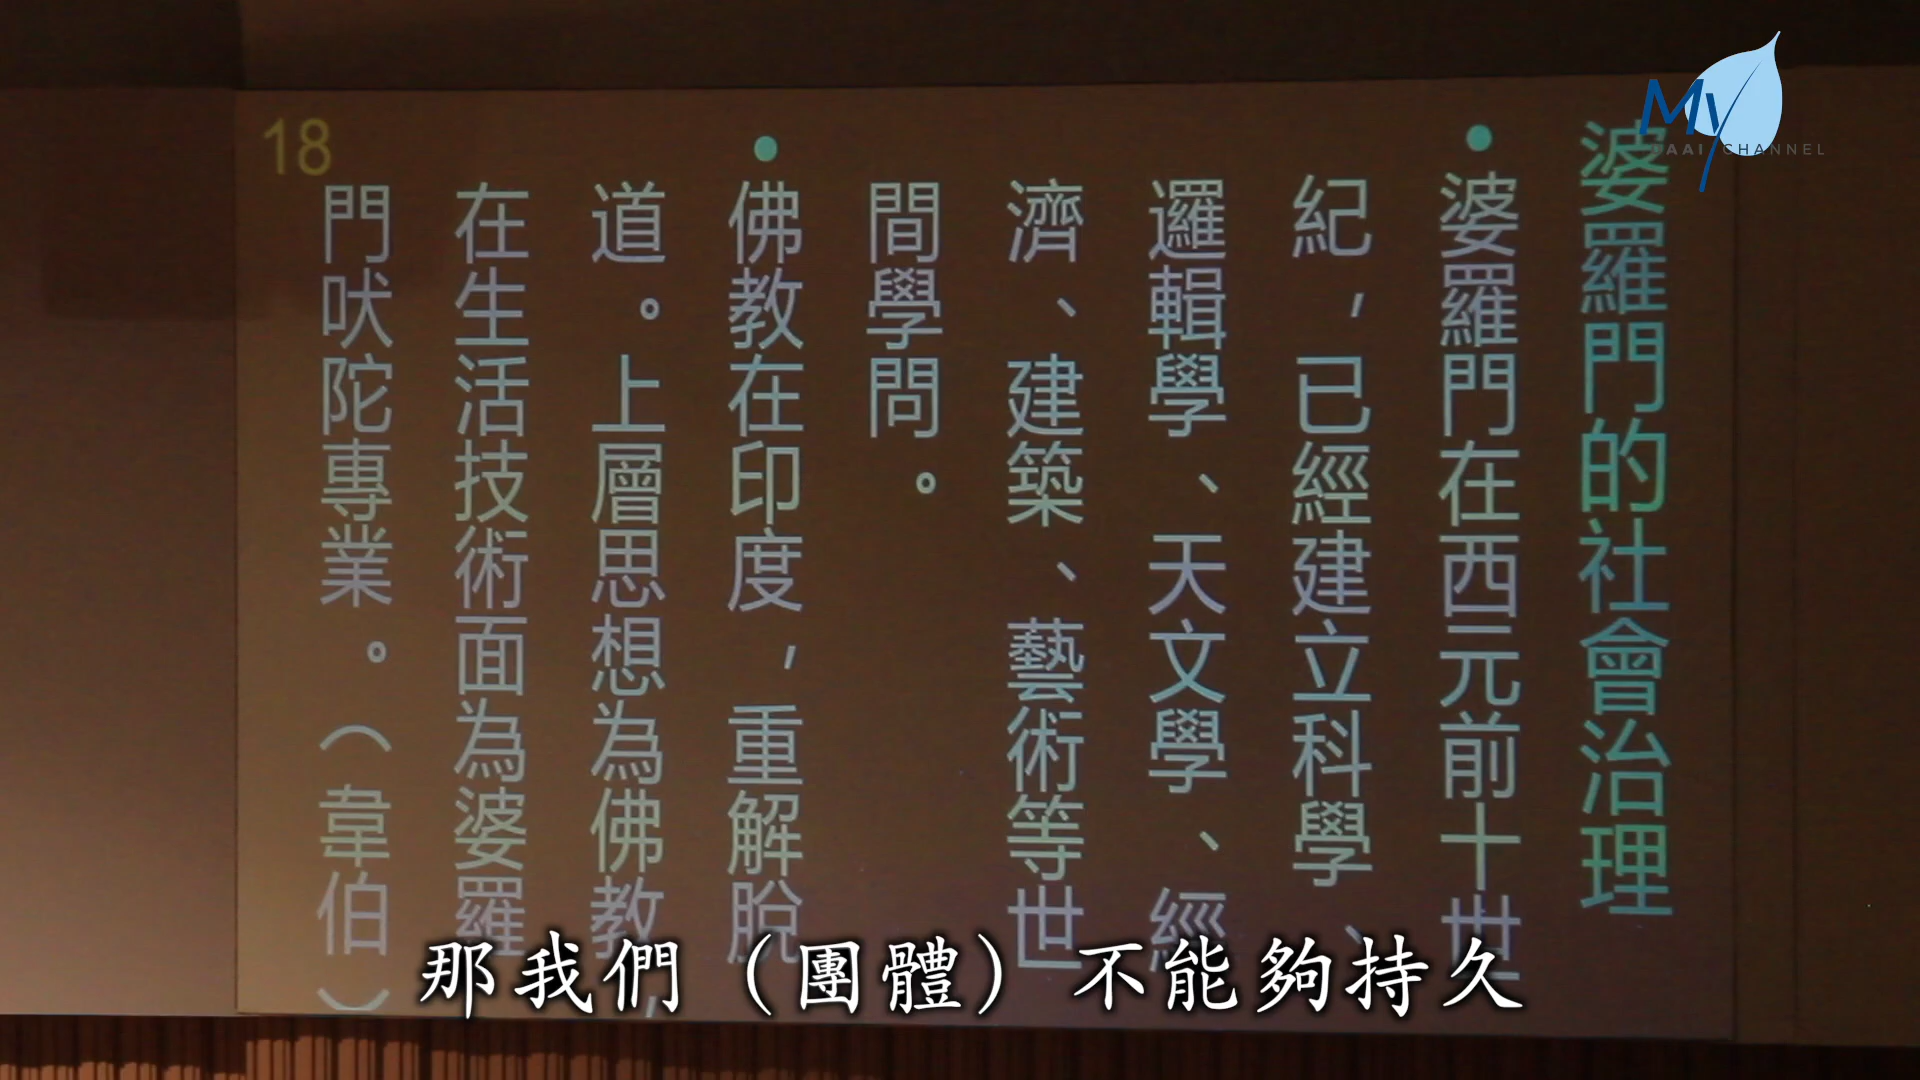 婆羅門的社會治理
• 婆羅門在西元前十世
紀，已經建立科學、
邏輯學、天文學、經
濟、建築、藝術等世
間學問。
• 佛教在印度，重解脫
道。上層思想為佛教，
在生活技術面為婆羅
門吠陀專業。（韋伯）
18
My
CHANNEL
那我們（團體）不能夠持久